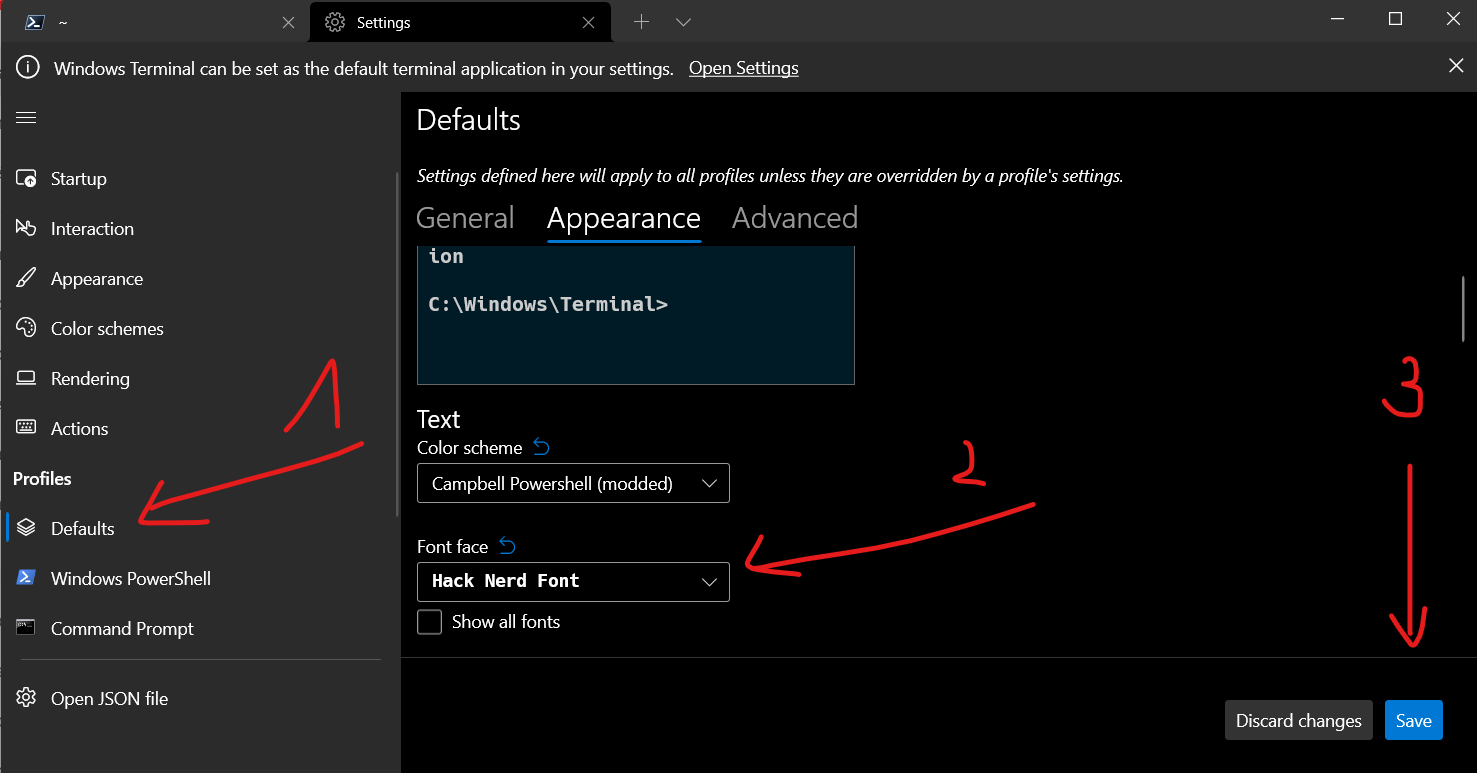 ~
Settings
Windows Terminal can be set as the default terminal application in your settings. Open Settings
Startup
Interaction
Appearance
Color schemes
Rendering
Actions
Profiles
Defaults
Windows PowerShell
Command Prompt
Open JSON file
1
Defaults
Settings defined here will apply to all profiles unless they are overridden by a profile's settings.
General Appearance Advanced
ion
C:\Windows\Terminal>
Text
Color scheme
Campbell Powershell (modded)
Font face
Hack Nerd Font
Show all fonts
2
3
Discard changes Save